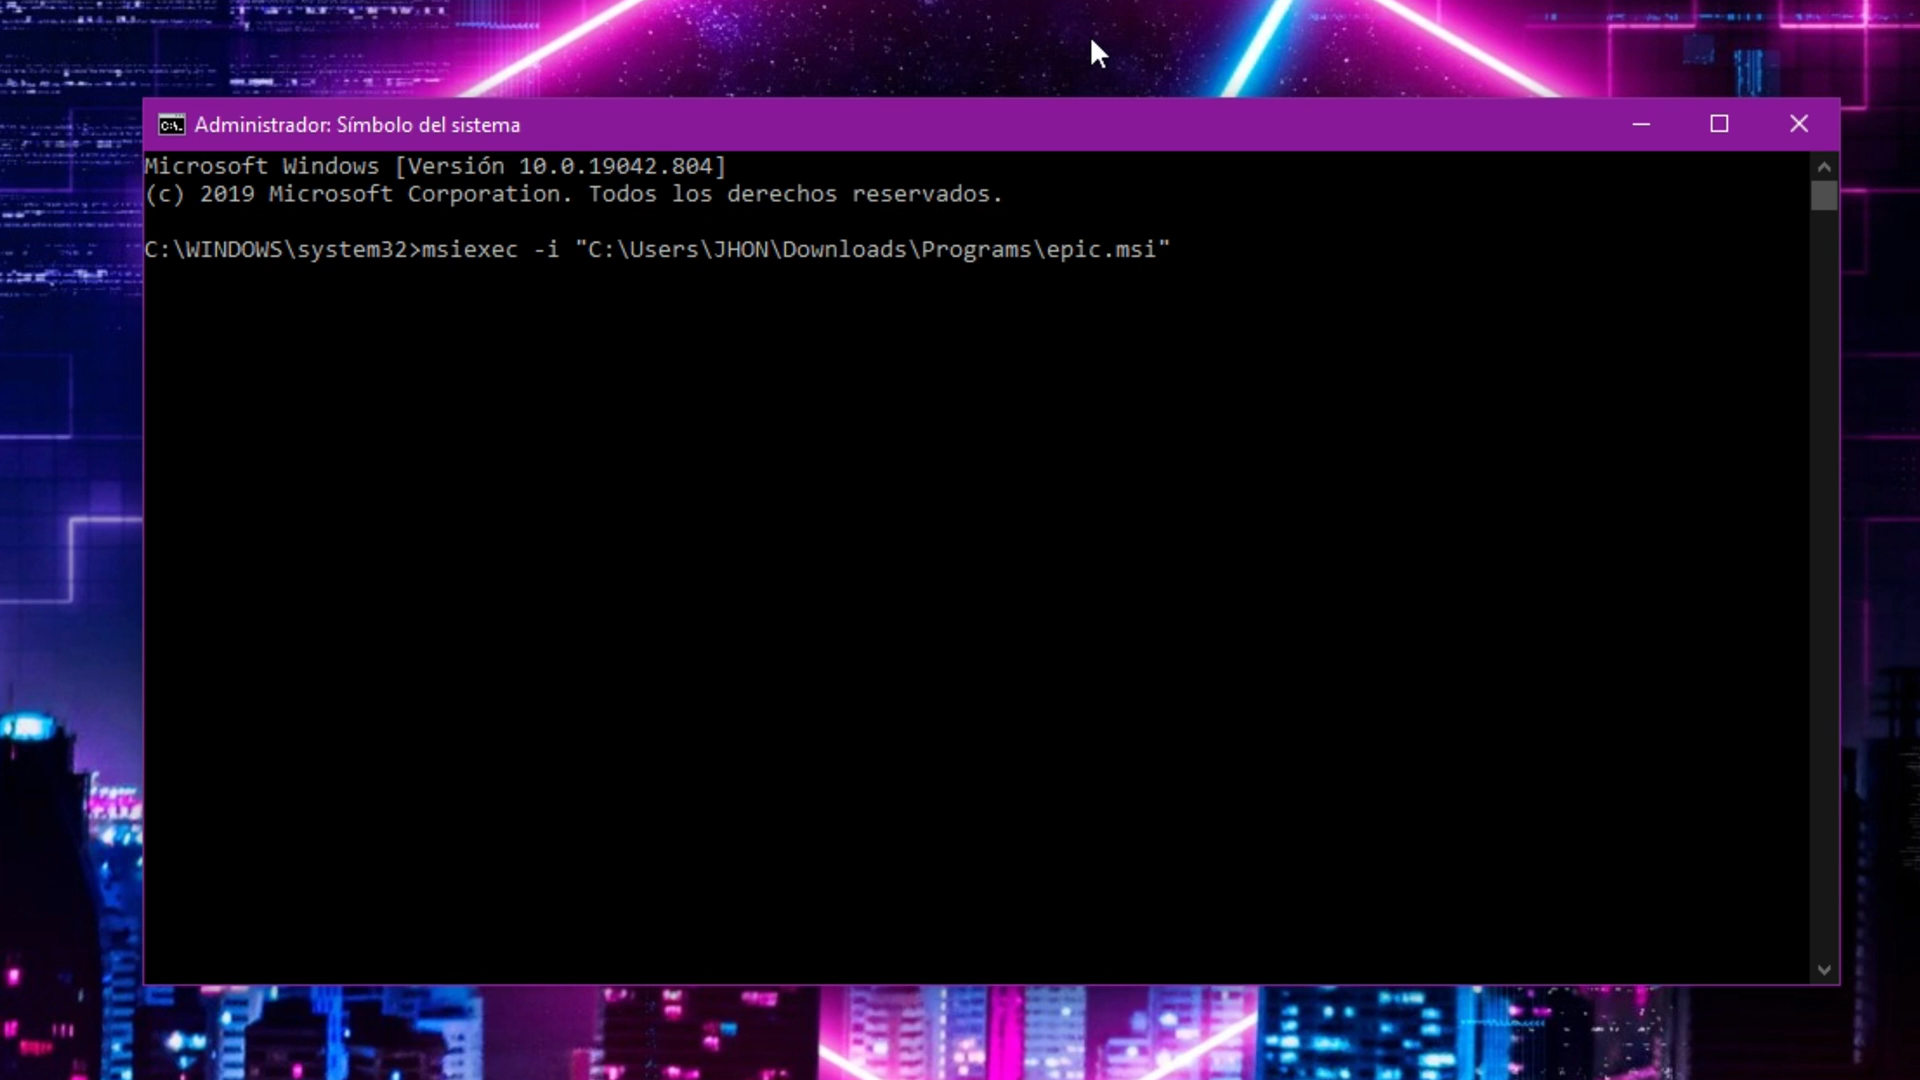 Administrador: Símbolo del sistema
Microsoft Windows [Versión 10.0.19042.804]
(c) 2019 Microsoft Corporation. Todos los derechos reservados.
C:\WINDOWS\system32>msiexec -i "C:\Users\JHON\Downloads\Programs\epic.msi"